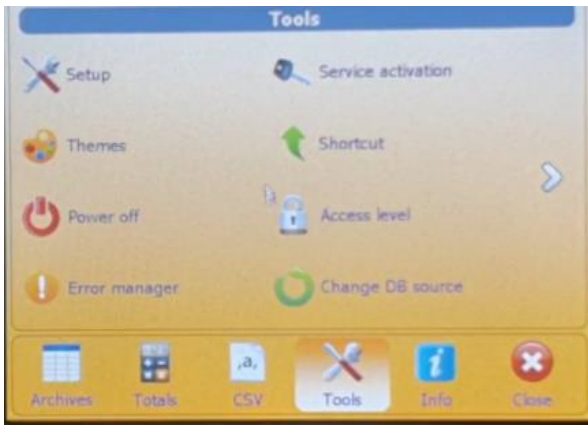 Tools
Setup
Service activation
Themes
Shortcut
Power off
Access level
Error manager
Change DB source
,a,
Archives
Totals
CSV
Tools
Info
Close